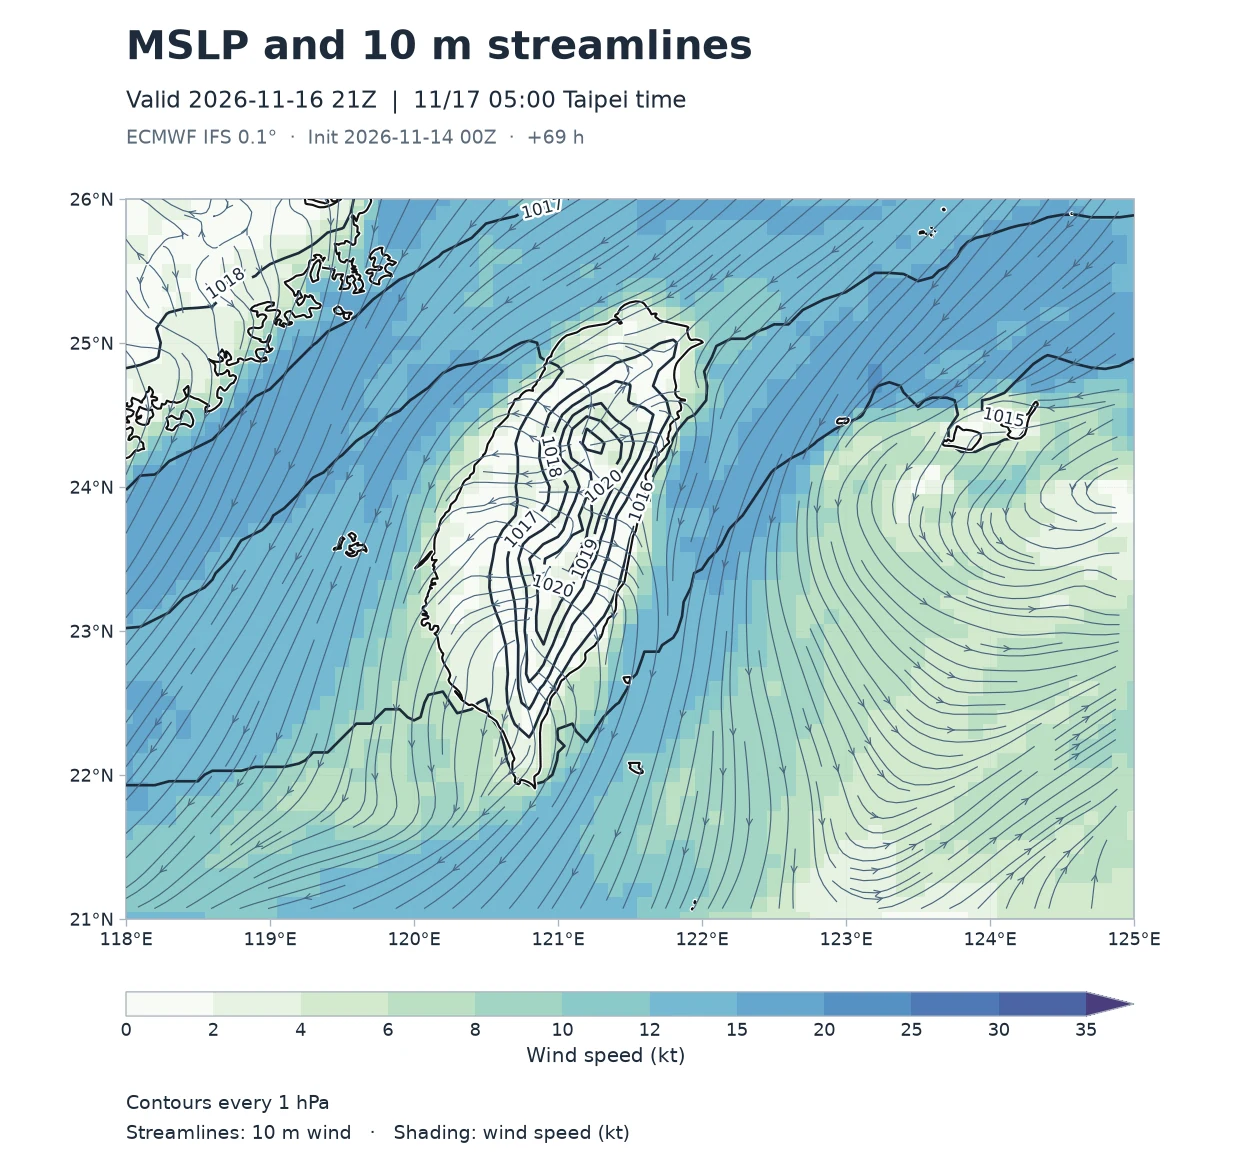 MSLP and 10 m streamlines
Valid 2026-11-16 21Z | 11/17 05:00 Taipei time
ECMWF IFS 0.1° · Init 2026-11-14 00Z · +69 h
26°N
25°N
24°N
23°N
22°N
21°N
1017
1018
1015
1018
1020
1016
1017
1019
1020
118°E 119°E 120°E 121°E 122°E 123°E 124°E 125°E
0 2 4 6 8 10 12 15 20 25 30 35
Wind speed (kt)
Contours every 1 hPa
Streamlines: 10 m wind · Shading: wind speed (kt)